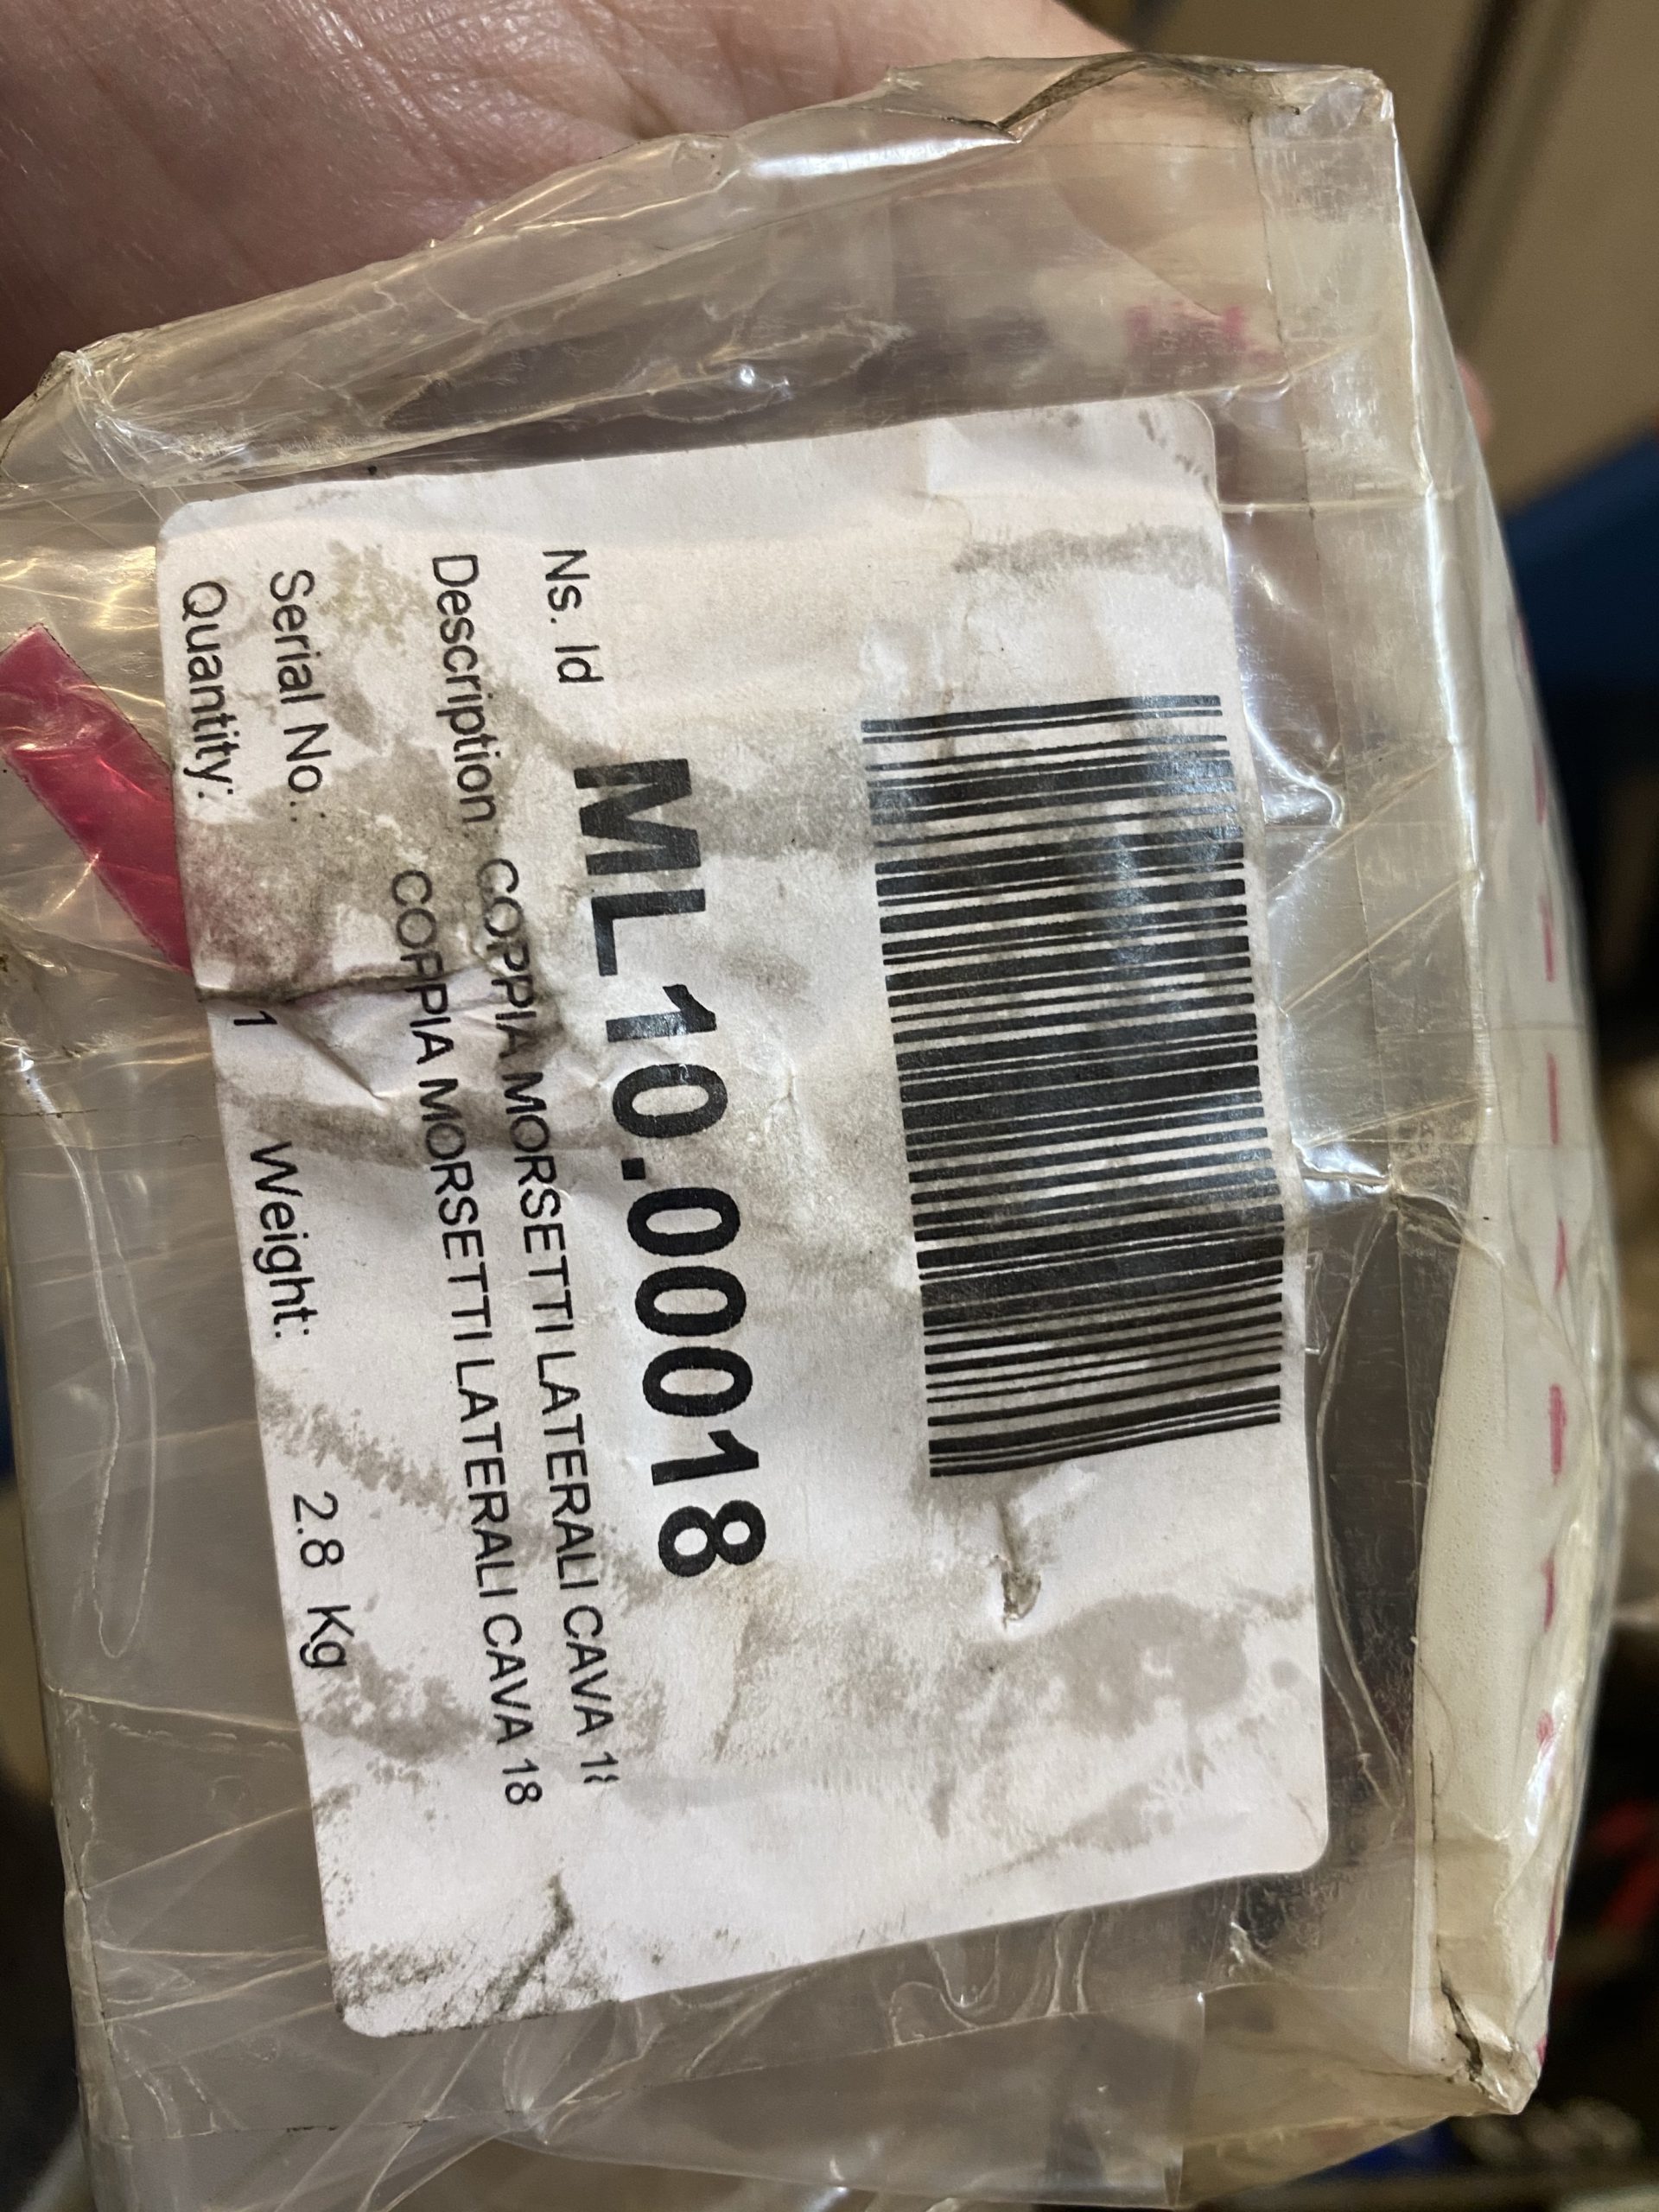 Ns. Id ML10.00018
Description: COPPIA MORSETTI LATERALI CAVA 18
COPPIA MORSETTI LATERALI CAVA 18
Serial No.:
Quantity: 1 Weight: 2.8 Kg